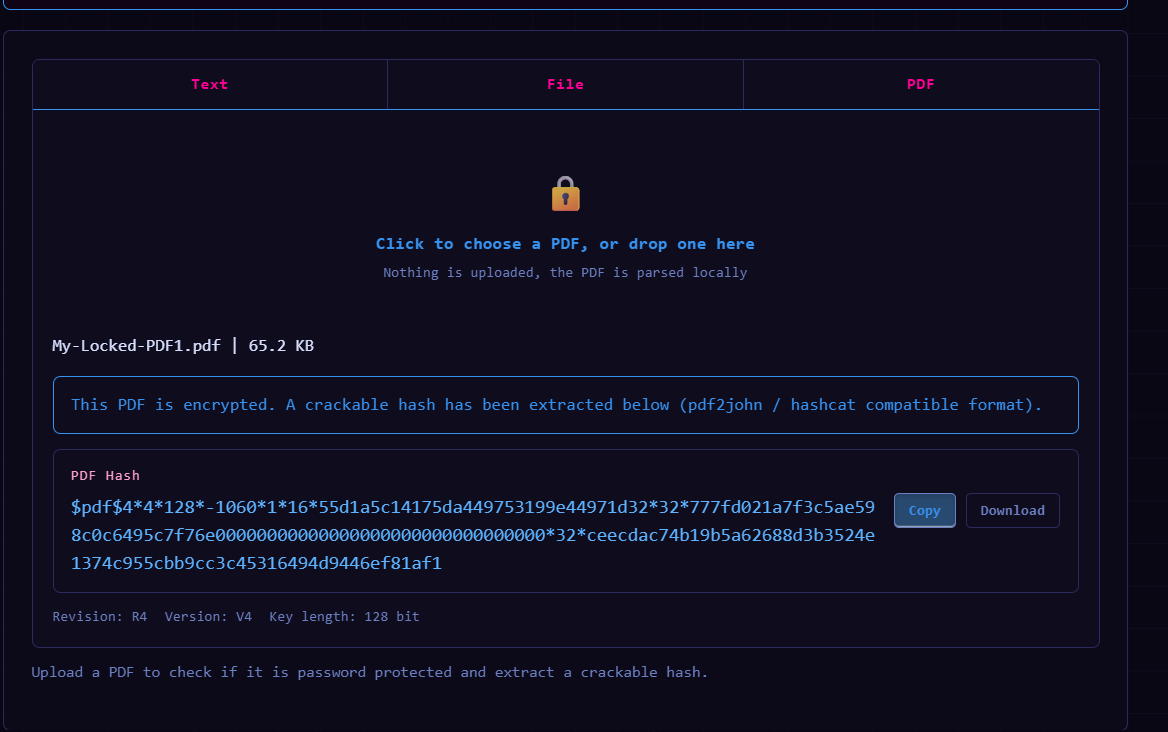 Text
File
PDF
Click to choose a PDF, or drop one here
Nothing is uploaded, the PDF is parsed locally
My-Locked-PDF1.pdf | 65.2 KB
This PDF is encrypted. A crackable hash has been extracted below (pdf2john / hashcat compatible format).
PDF Hash
$pdf$4*4*128*-1060*1*16*55d1a5c14175da449753199e44971d32*32*777fd021a7f3c5ae59
8c0c6495c7f76e00000000000000000000000000000000*32*ceecdac74b19b5a62688d3b3524e
1374c955cbb9cc3c45316494d9446ef81af1
Copy
Download
Revision: R4 Version: V4 Key length: 128 bit
Upload a PDF to check if it is password protected and extract a crackable hash.